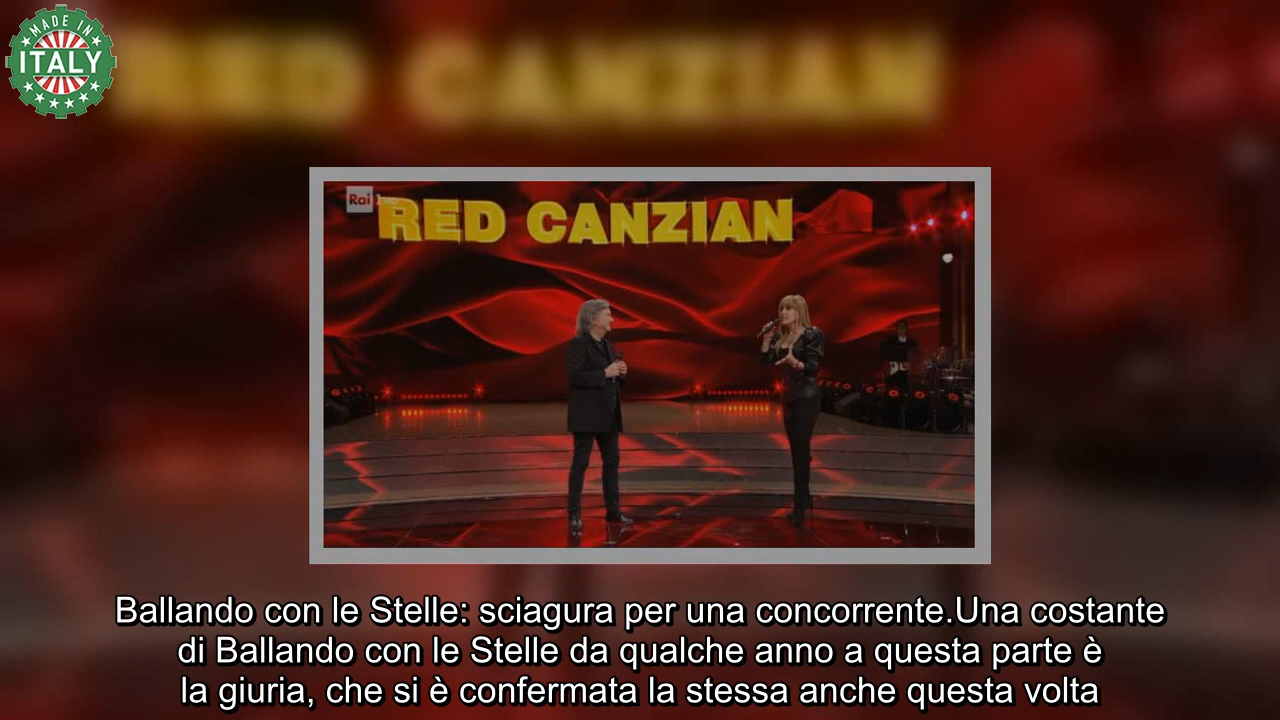 MADE IN
ITALY
RED CANZIAN
Rai
RED CANZIAN
Ballando con le Stelle: sciagura per una concorrente.Una costante
di Ballando con le Stelle da qualche anno a questa parte è
la giuria, che si è confermata la stessa anche questa volta